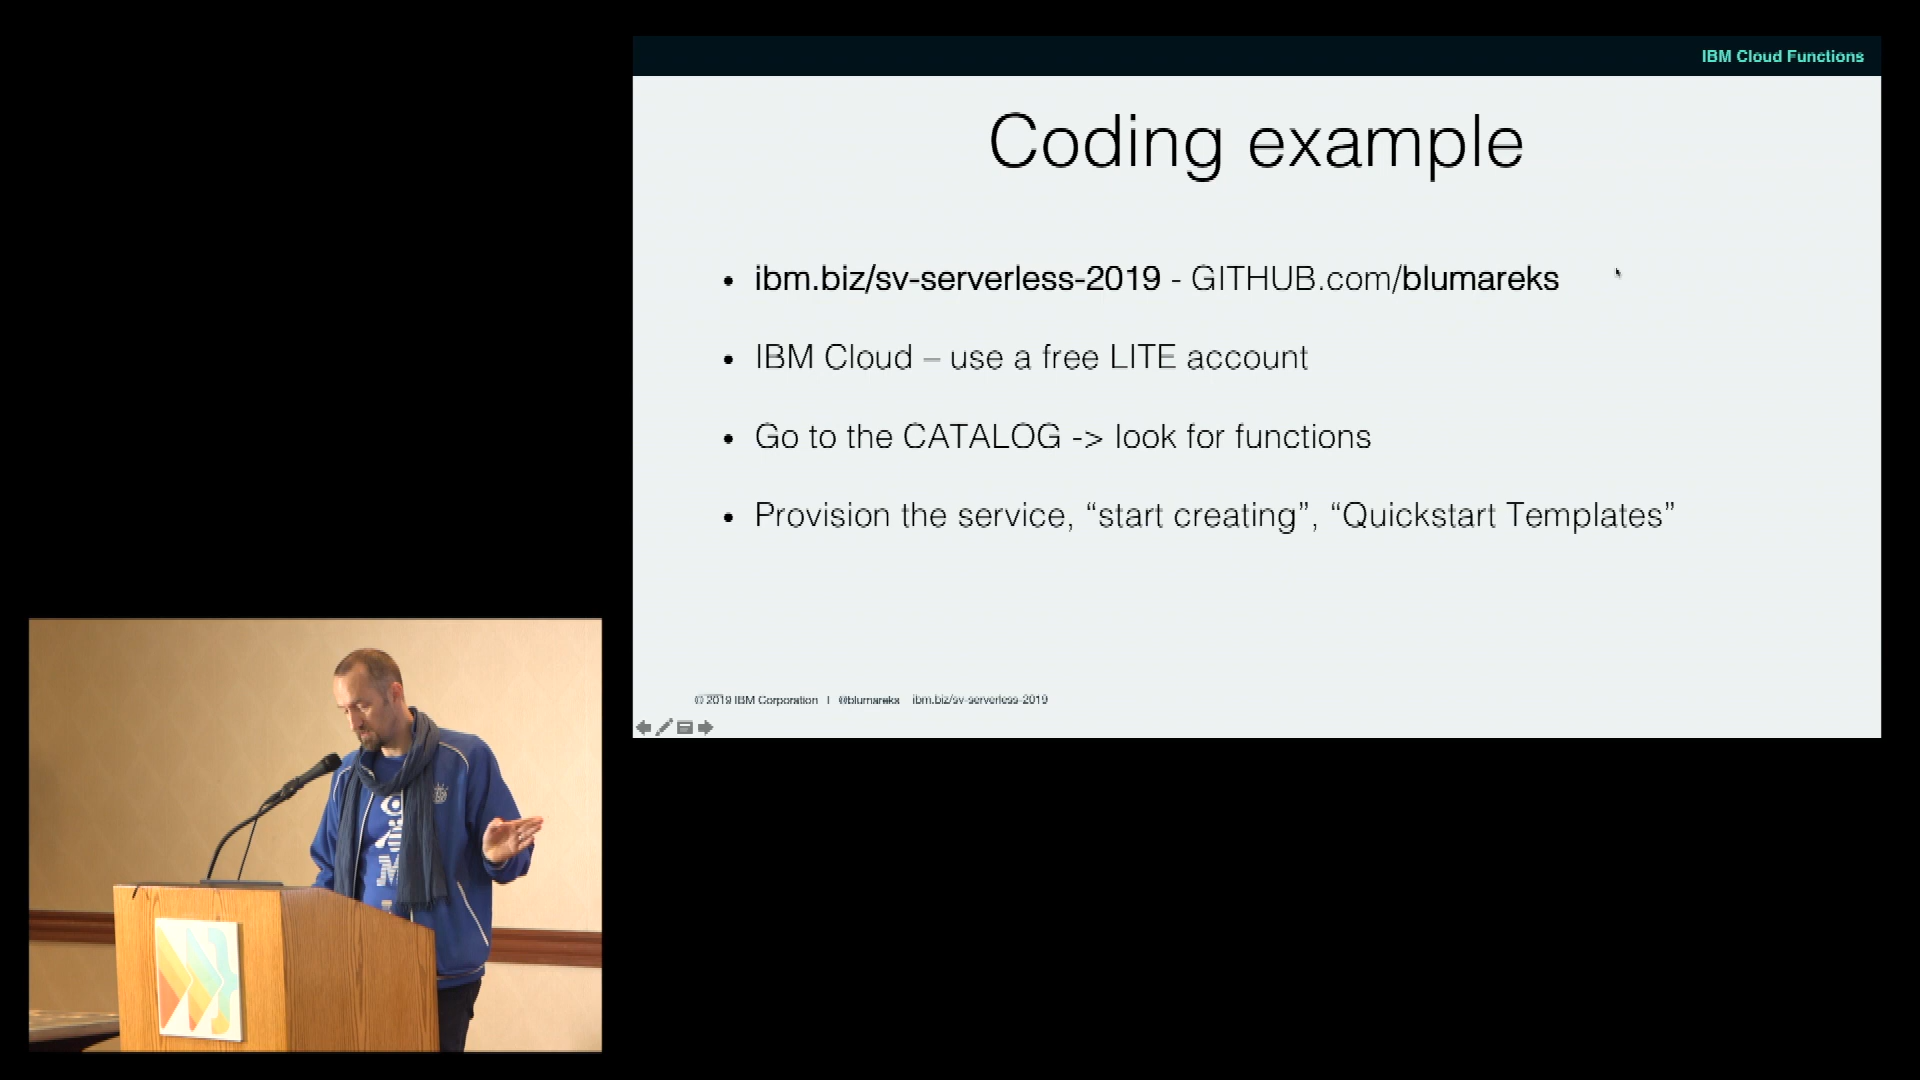 IBM Cloud Functions
Coding example
• ibm.biz/sv-serverless-2019 - GITHUB.com/blumareks
• IBM Cloud – use a free LITE account
• Go to the CATALOG -> look for functions
• Provision the service, “start creating”, “Quickstart Templates”
© 2019 IBM Corporation | @blumareks ibm.biz/sv-serverless-2019
M